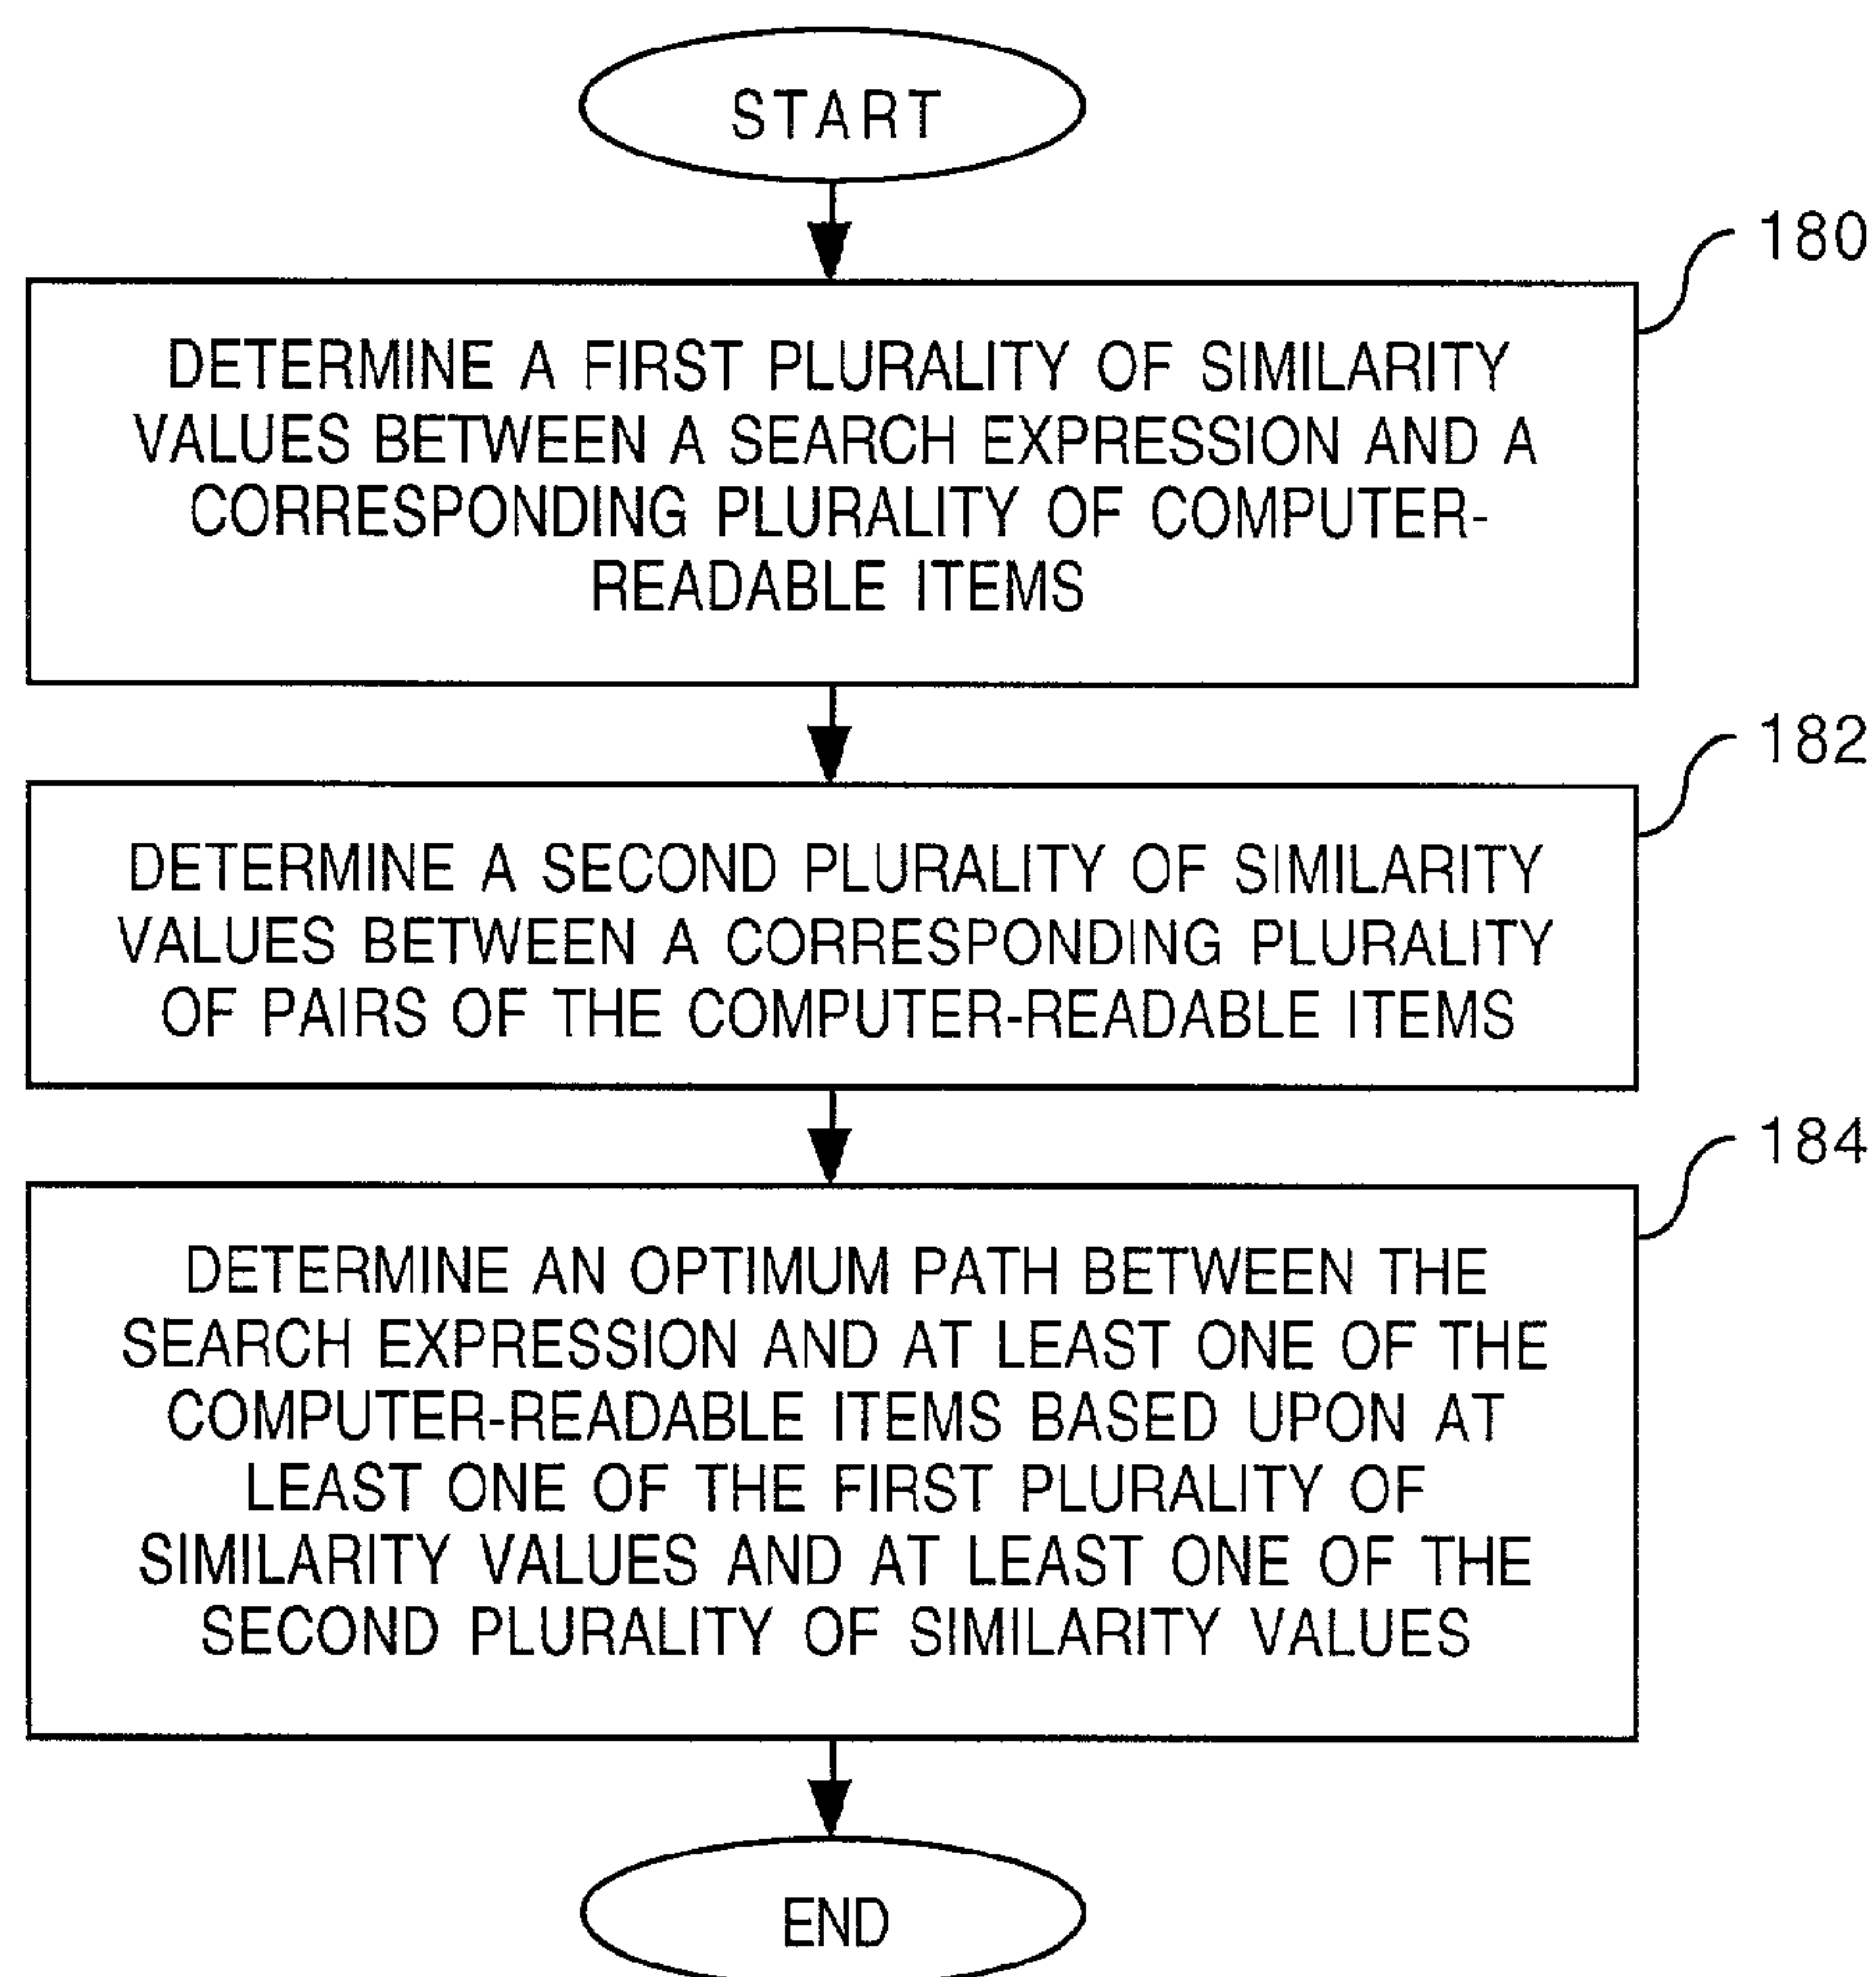 START
180
DETERMINE A FIRST PLURALITY OF SIMILARITY
VALUES BETWEEN A SEARCH EXPRESSION AND A
CORRESPONDING PLURALITY OF COMPUTER-
READABLE ITEMS
182
DETERMINE A SECOND PLURALITY OF SIMILARITY
VALUES BETWEEN A CORRESPONDING PLURALITY
OF PAIRS OF THE COMPUTER-READABLE ITEMS
184
DETERMINE AN OPTIMUM PATH BETWEEN THE
SEARCH EXPRESSION AND AT LEAST ONE OF THE
COMPUTER-READABLE ITEMS BASED UPON AT
LEAST ONE OF THE FIRST PLURALITY OF
SIMILARITY VALUES AND AT LEAST ONE OF THE
SECOND PLURALITY OF SIMILARITY VALUES
END